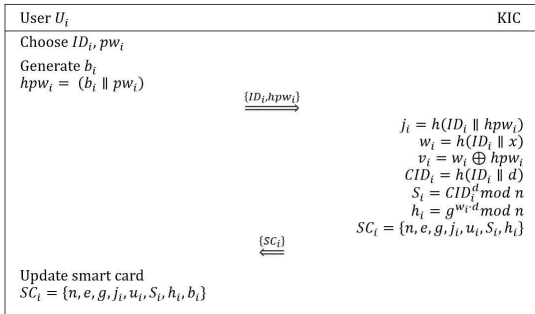 User U_i KIC
Choose ID_i, pw_i
Generate b_i
hpw_i = (b_i ∥ pw_i)
{ID_i,hpw_i}
⟹
j_i = h(ID_i ∥ hpw_i)
w_i = h(ID_i ∥ x)
v_i = w_i ⊕ hpw_i
CID_i = h(ID_i ∥ d)
S_i = CID_i^d mod n
h_i = g^{w_i·d} mod n
SC_i = {n, e, g, j_i, u_i, S_i, h_i}
{SC_i}
⟸
Update smart card
SC_i = {n, e, g, j_i, u_i, S_i, h_i, b_i}